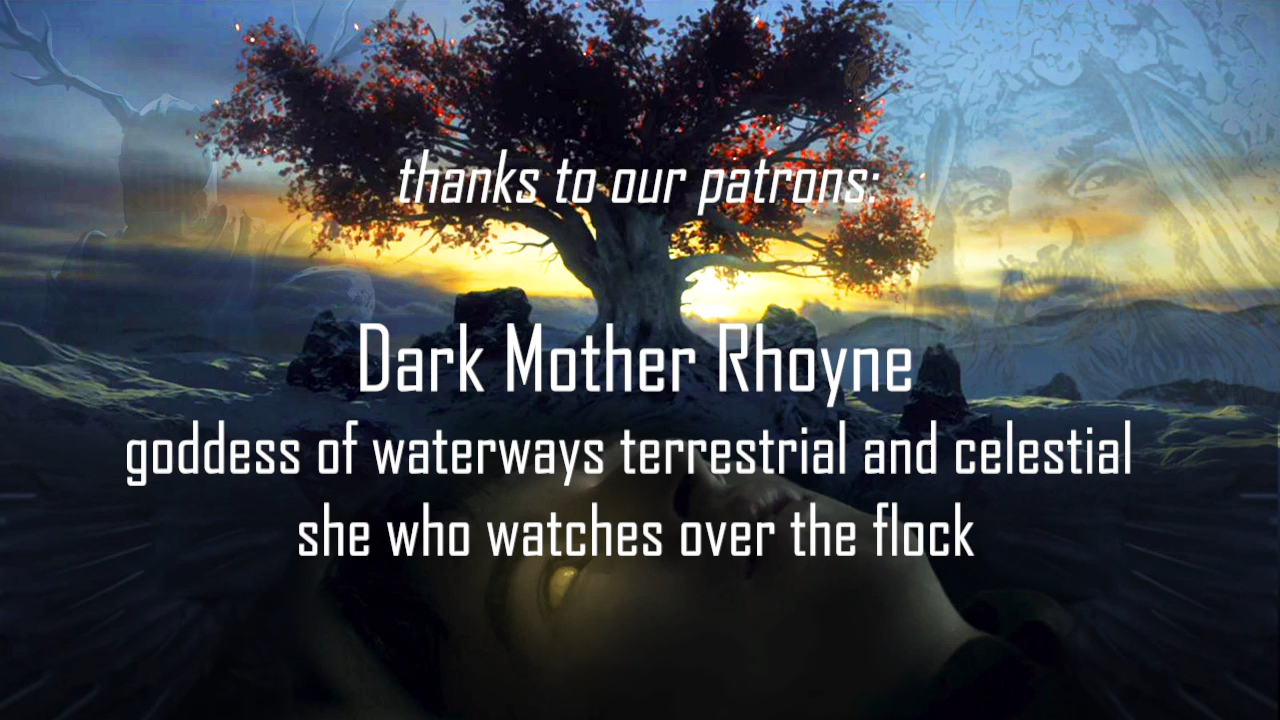 thanks to our patrons:
Dark Mother Rhoyne
goddess of waterways terrestrial and celestial
she who watches over the flock